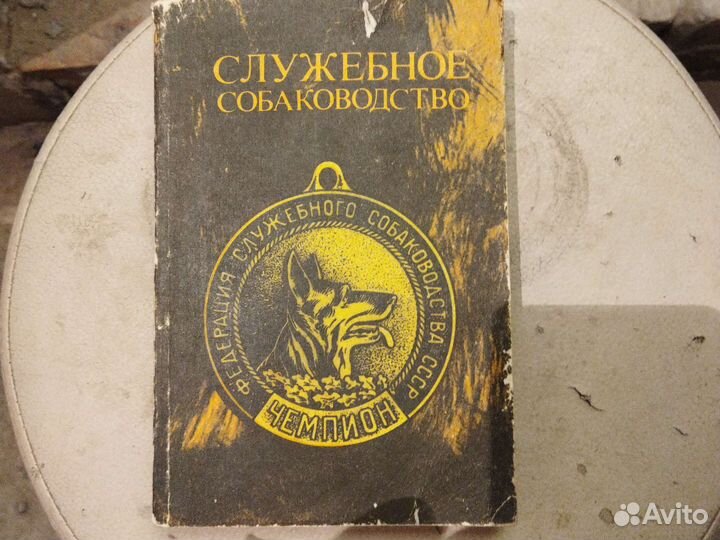 СЛУЖЕБНОЕ
СОБАКОВОДСТВО
ФЕДЕРАЦИЯ СЛУЖЕБНОГО СОБАКОВОДСТВА СССР
ЧЕМПИОН
Avito